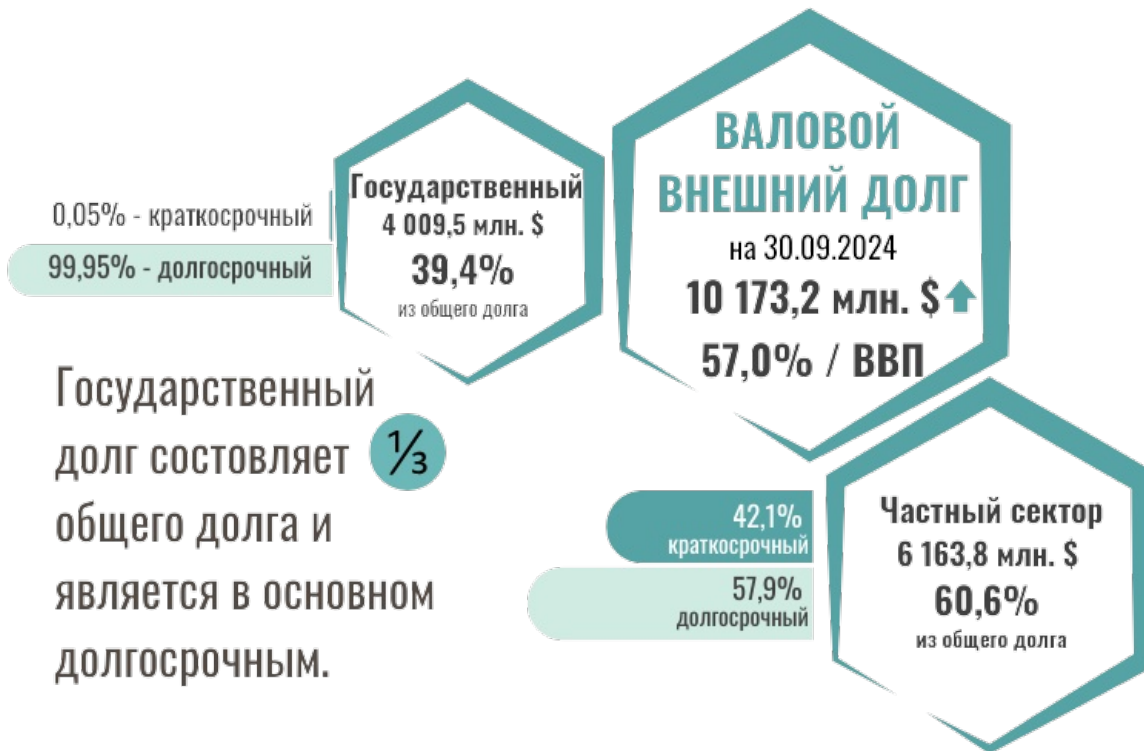 ВАЛОВОЙ
ВНЕШНИЙ ДОЛГ
на 30.09.2024
10 173,2 млн. $
57,0% / ВВП
Государственный
4 009,5 млн. $
39,4%
из общего долга
0,05% - краткосрочный
99,95% - долгосрочный
Государственный
долг состовляет ⅓
общего долга и
является в основном
долгосрочным.
Частный сектор
6 163,8 млн. $
60,6%
из общего долга
42,1%
краткосрочный
57,9%
долгосрочный